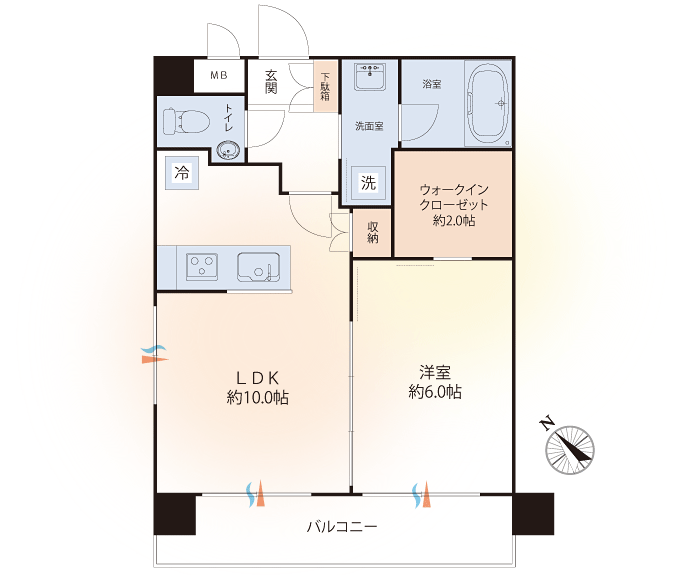 MB
玄関
下駄箱
トイレ
洗面室
浴室
冷
洗
ウォークイン
クローゼット
約2.0帖
収納
LDK
約10.0帖
洋室
約6.0帖
N
バルコニー